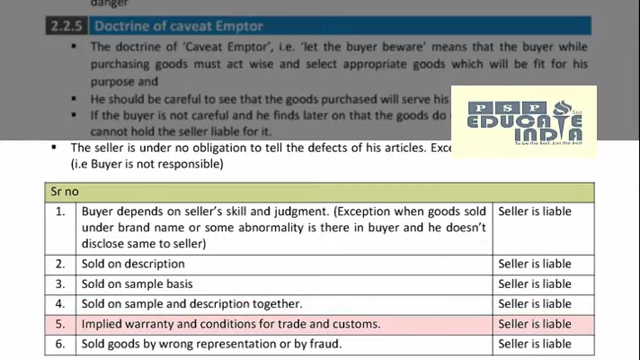 danger
2.2.5 Doctrine of caveat Emptor
▪ The doctrine of ‘Caveat Emptor’, i.e. ‘let the buyer beware’ means that the buyer while
purchasing goods must act wise and select appropriate goods which will be fit for his
purpose and
▪ He should be careful to see that the goods purchased will serve his
▪ If the buyer is not careful and he finds later on that the goods do
cannot hold the seller liable for it.
PSP
EDUCATE
INDIA
▪ The seller is under no obligation to tell the defects of his articles.
(i.e Buyer is not responsible)
Sr no
1. Buyer depends on seller’s skill and judgment. (Exception when goods sold Seller is liable
under brand name or some abnormality is there in buyer and he doesn’t
disclose same to seller)
2. Sold on description Seller is liable
3. Sold on sample basis Seller is liable
4. Sold on sample and description together. Seller is liable
5. Implied warranty and conditions for trade and customs. Seller is liable
6. Sold goods by wrong representation or by fraud. Seller is liable